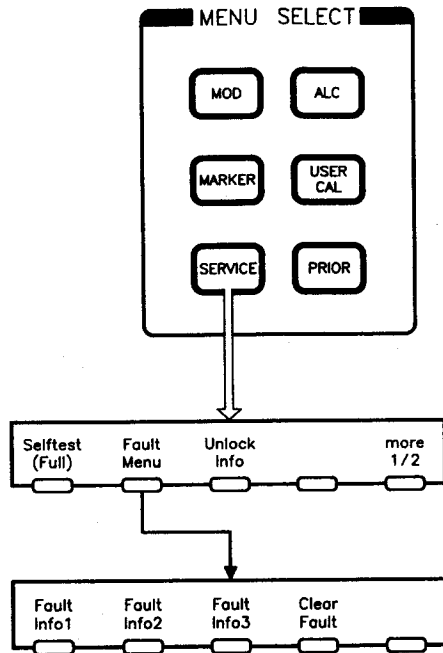 MENU SELECT
MOD
ALC
MARKER
USER
CAL
SERVICE
PRIOR
Selftest
(Full)
Fault
Menu
Unlock
Info
more
1/2
Fault
Info1
Fault
Info2
Fault
Info3
Clear
Fault